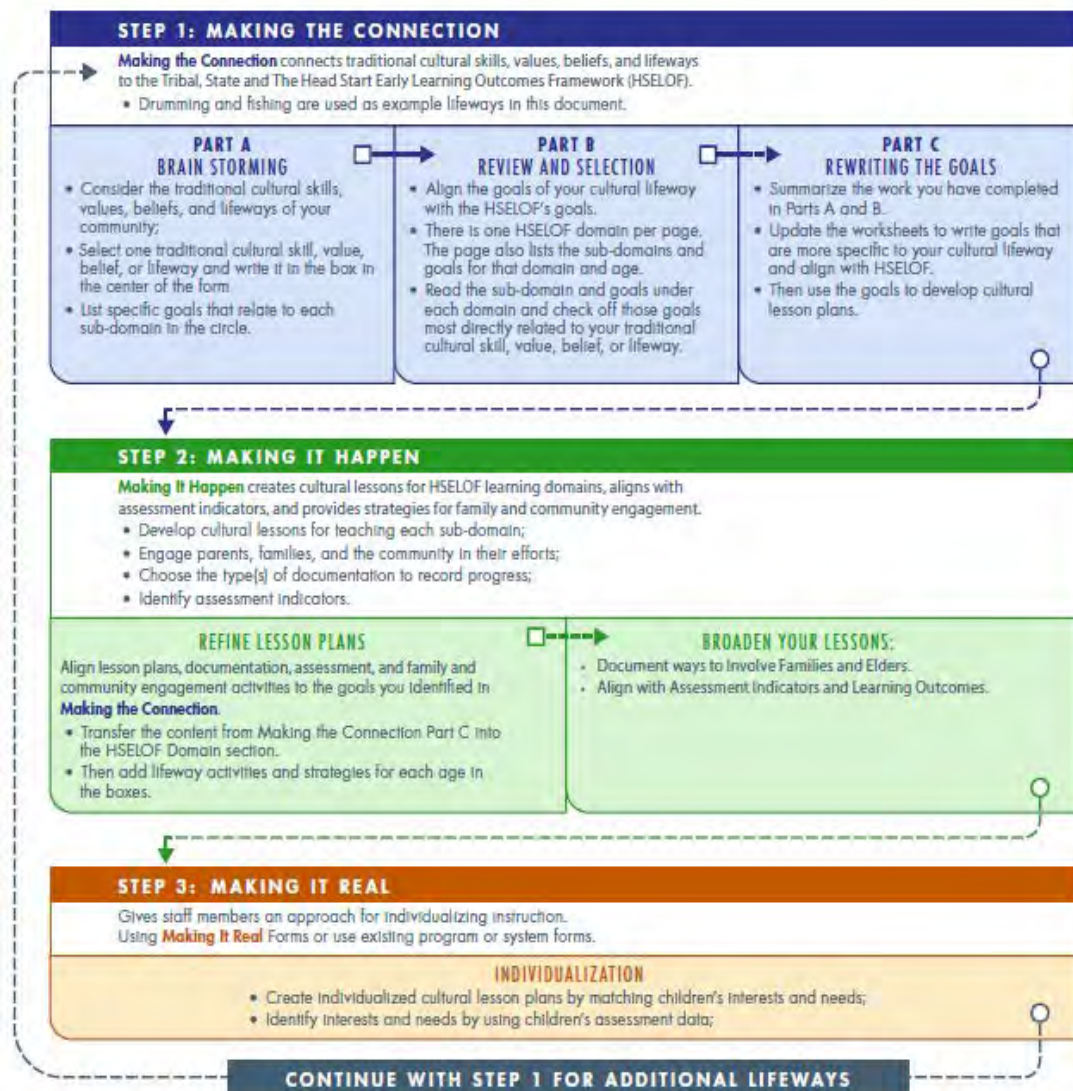 STEP 1: MAKING THE CONNECTION
Making the Connection connects traditional cultural skills, values, beliefs, and lifeways
to the Tribal, State and The Head Start Early Learning Outcomes Framework (HSELOF).
• Drumming and fishing are used as example lifeways in this document.
PART A
BRAIN STORMING
• Consider the traditional cultural skills,
values, beliefs, and lifeways of your
community;
• Select one traditional cultural skill, value,
belief, or lifeway and write it in the box in
the center of the form
• List specific goals that relate to each
sub-domain in the circle.
PART B
REVIEW AND SELECTION
• Align the goals of your cultural lifeway
with the HSELOF's goals.
• There is one HSELOF domain per page.
The page also lists the sub-domains and
goals for that domain and age.
• Read the sub-domain and goals under
each domain and check off those goals
most directly related to your traditional
cultural skill, value, belief, or lifeway.
PART C
REWRITING THE GOALS
• Summarize the work you have completed
in Parts A and B.
• Update the worksheets to write goals that
are more specific to your cultural lifeway
and align with HSELOF.
• Then use the goals to develop cultural
lesson plans.
STEP 2: MAKING IT HAPPEN
Making It Happen creates cultural lessons for HSELOF learning domains, aligns with
assessment indicators, and provides strategies for family and community engagement.
• Develop cultural lessons for teaching each sub-domain;
• Engage parents, families, and the community in their efforts;
• Choose the type(s) of documentation to record progress;
• Identify assessment indicators.
REFINE LESSON PLANS
Align lesson plans, documentation, assessment, and family and
community engagement activities to the goals you identified in
Making the Connection.
• Transfer the content from Making the Connection Part C into
the HSELOF Domain section.
• Then add lifeway activities and strategies for each age in
the boxes.
BROADEN YOUR LESSONS:
• Document ways to Involve Families and Elders.
• Align with Assessment Indicators and Learning Outcomes.
STEP 3: MAKING IT REAL
Gives staff members an approach for individualizing instruction.
Using Making It Real Forms or use existing program or system forms.
INDIVIDUALIZATION
• Create individualized cultural lesson plans by matching children's interests and needs;
• Identify interests and needs by using children's assessment data;
CONTINUE WITH STEP 1 FOR ADDITIONAL LIFEWAYS